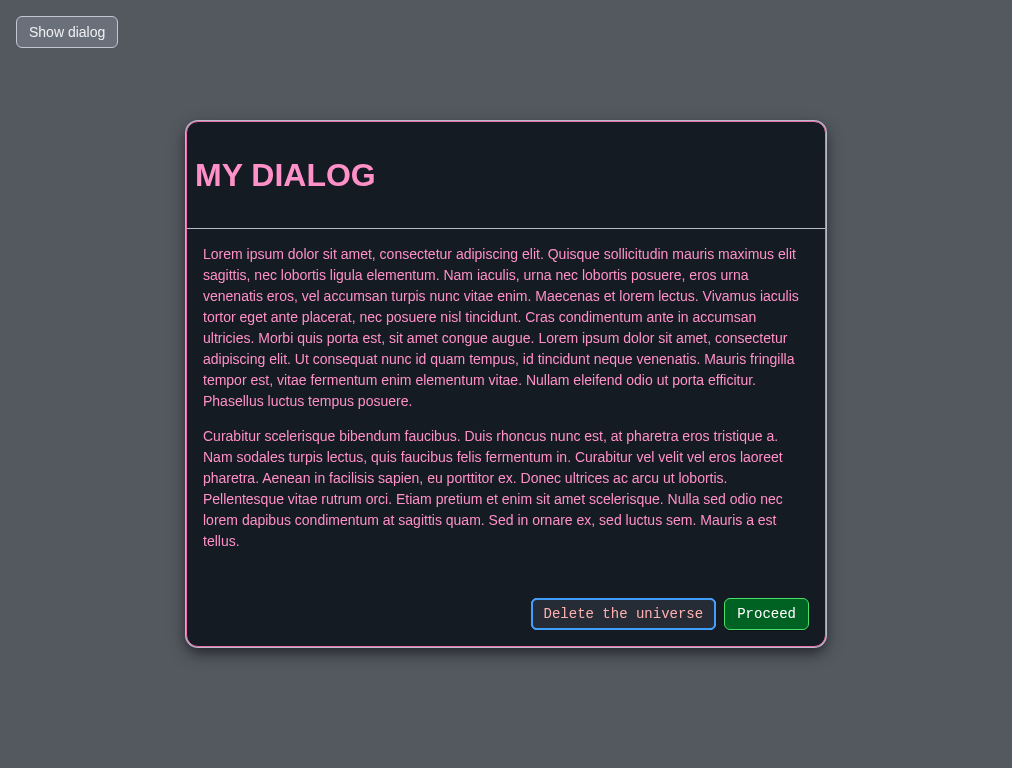 Show dialog
MY DIALOG
Lorem ipsum dolor sit amet, consectetur adipiscing elit. Quisque sollicitudin mauris maximus elit
sagittis, nec lobortis ligula elementum. Nam iaculis, urna nec lobortis posuere, eros urna
venenatis eros, vel accumsan turpis nunc vitae enim. Maecenas et lorem lectus. Vivamus iaculis
tortor eget ante placerat, nec posuere nisl tincidunt. Cras condimentum ante in accumsan
ultricies. Morbi quis porta est, sit amet congue augue. Lorem ipsum dolor sit amet, consectetur
adipiscing elit. Ut consequat nunc id quam tempus, id tincidunt neque venenatis. Mauris fringilla
tempor est, vitae fermentum enim elementum vitae. Nullam eleifend odio ut porta efficitur.
Phasellus luctus tempus posuere.
Curabitur scelerisque bibendum faucibus. Duis rhoncus nunc est, at pharetra eros tristique a.
Nam sodales turpis lectus, quis faucibus felis fermentum in. Curabitur vel velit vel eros laoreet
pharetra. Aenean in facilisis sapien, eu porttitor ex. Donec ultrices ac arcu ut lobortis.
Pellentesque vitae rutrum orci. Etiam pretium et enim sit amet scelerisque. Nulla sed odio nec
lorem dapibus condimentum at sagittis quam. Sed in ornare ex, sed luctus sem. Mauris a est
tellus.
Delete the universe
Proceed